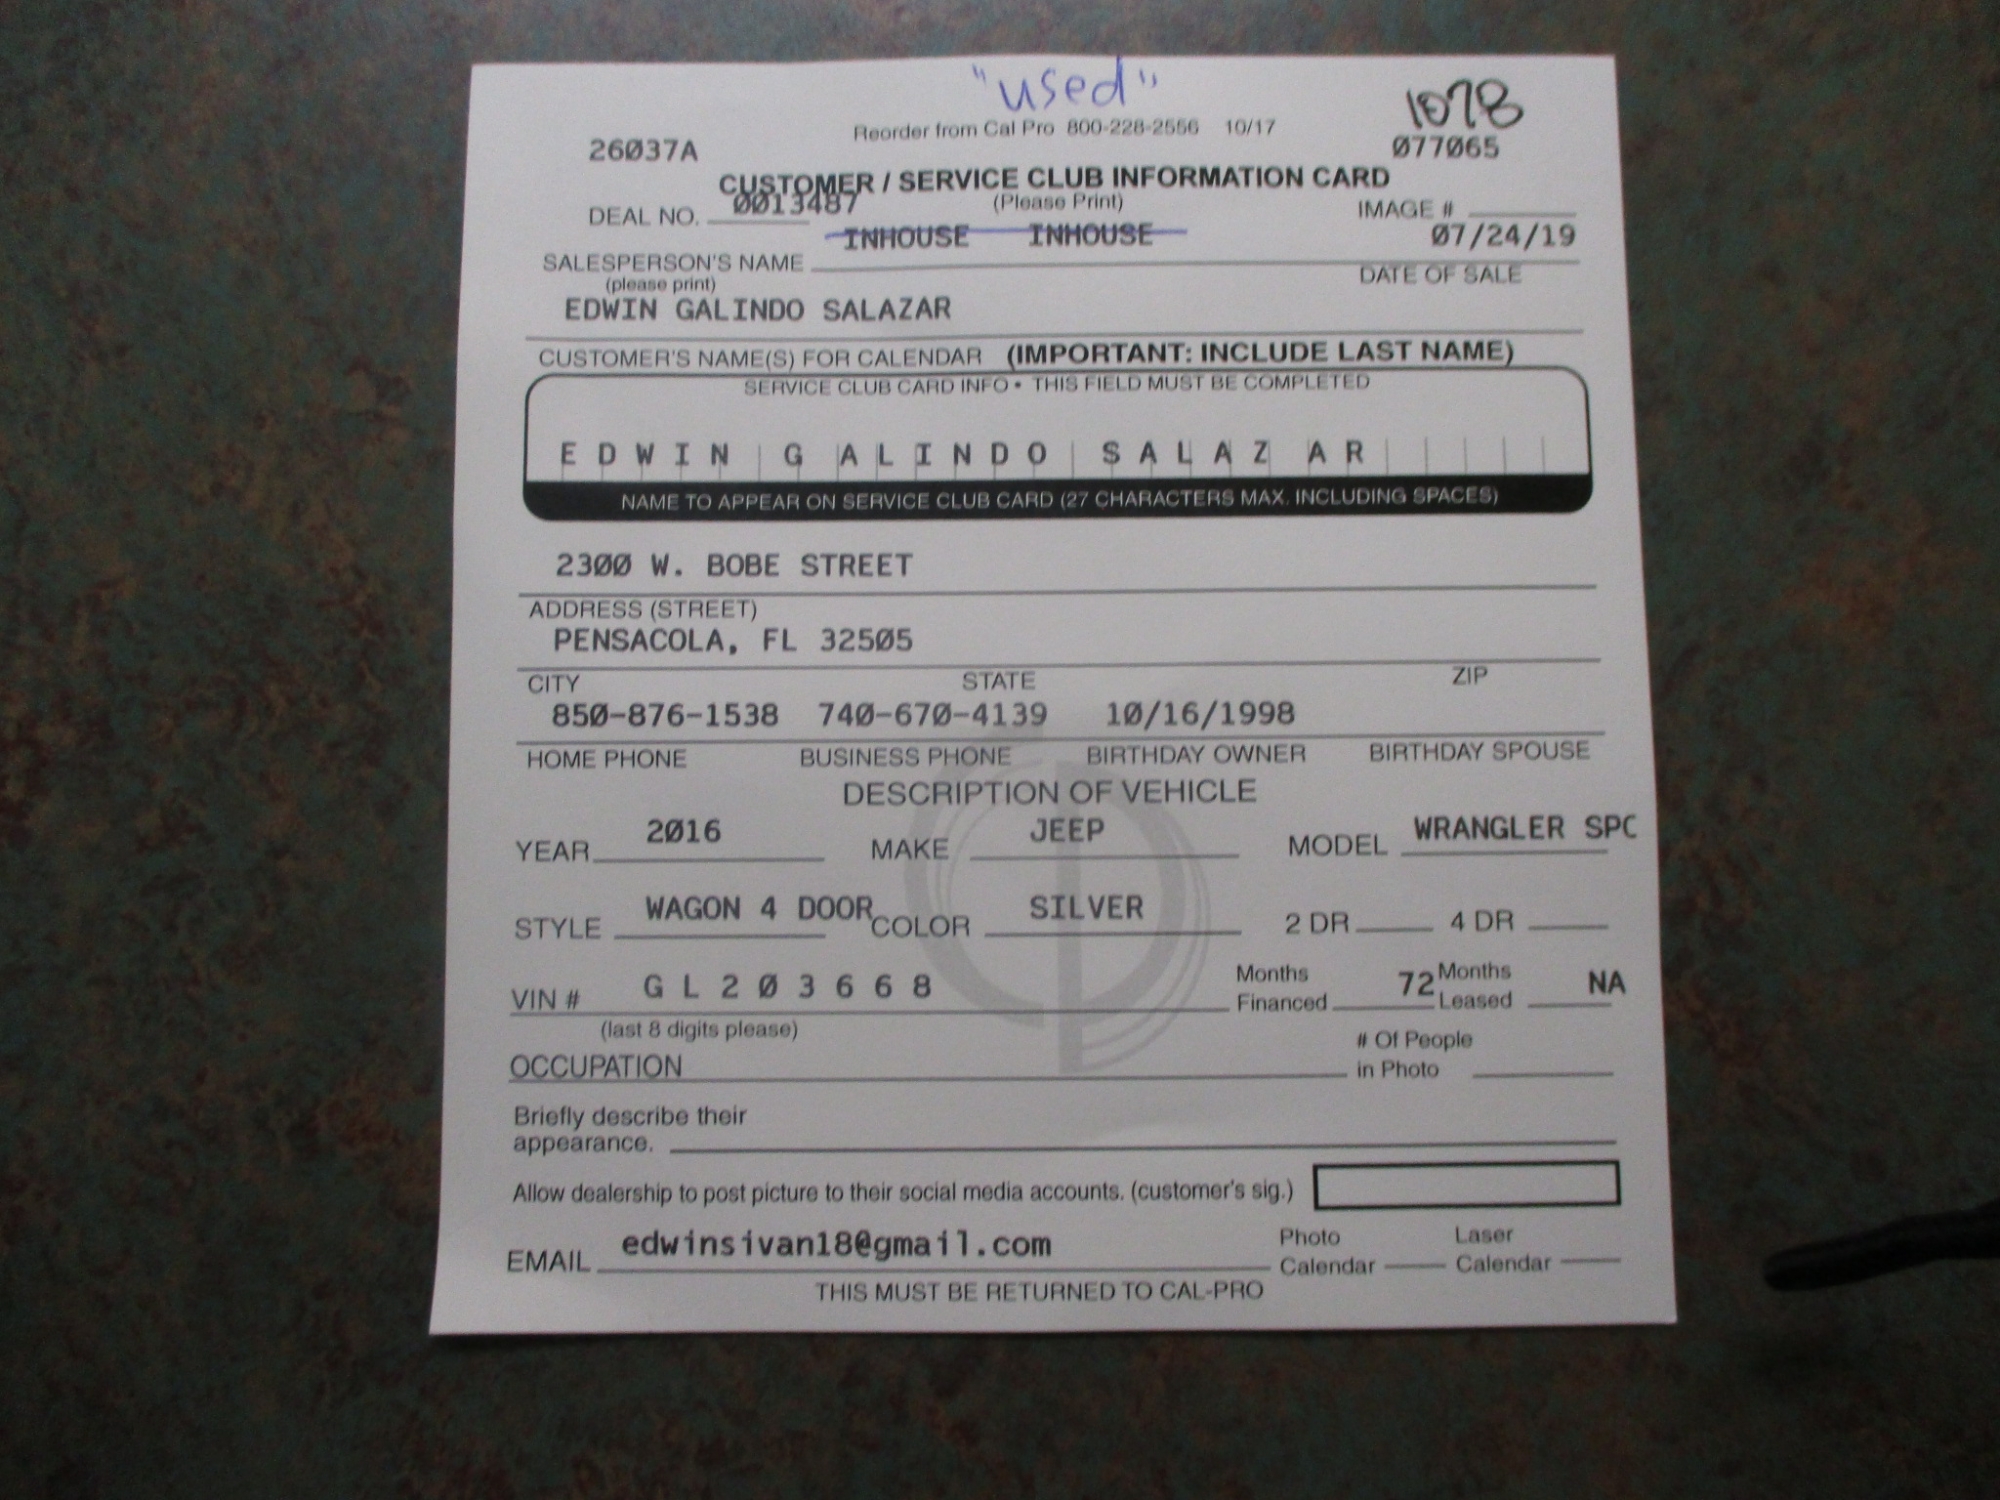 "used"
1078
Reorder from Cal Pro 800-228-2556 10/17
26037A 077065
CUSTOMER / SERVICE CLUB INFORMATION CARD
DEAL NO. 0013487 (Please Print) IMAGE #
INHOUSE INHOUSE 07/24/19
SALESPERSON'S NAME DATE OF SALE
(please print)
EDWIN GALINDO SALAZAR
CUSTOMER'S NAME(S) FOR CALENDAR (IMPORTANT: INCLUDE LAST NAME)
SERVICE CLUB CARD INFO • THIS FIELD MUST BE COMPLETED
EDWIN GALINDO SALAZAR
NAME TO APPEAR ON SERVICE CLUB CARD (27 CHARACTERS MAX. INCLUDING SPACES)
2300 W. BOBE STREET
ADDRESS (STREET)
PENSACOLA, FL 32505
CITY STATE ZIP
850-876-1538 740-670-4139 10/16/1998
HOME PHONE BUSINESS PHONE BIRTHDAY OWNER BIRTHDAY SPOUSE
DESCRIPTION OF VEHICLE
YEAR 2016 MAKE JEEP MODEL WRANGLER SPO
STYLE WAGON 4 DOOR COLOR SILVER 2 DR 4 DR
VIN # GL203668 Months Financed 72 Months Leased NA
(last 8 digits please)
OCCUPATION # Of People in Photo
Briefly describe their
appearance.
Allow dealership to post picture to their social media accounts. (customer's sig.)
EMAIL edwinsivan18@gmail.com Photo Calendar Laser Calendar
THIS MUST BE RETURNED TO CAL-PRO